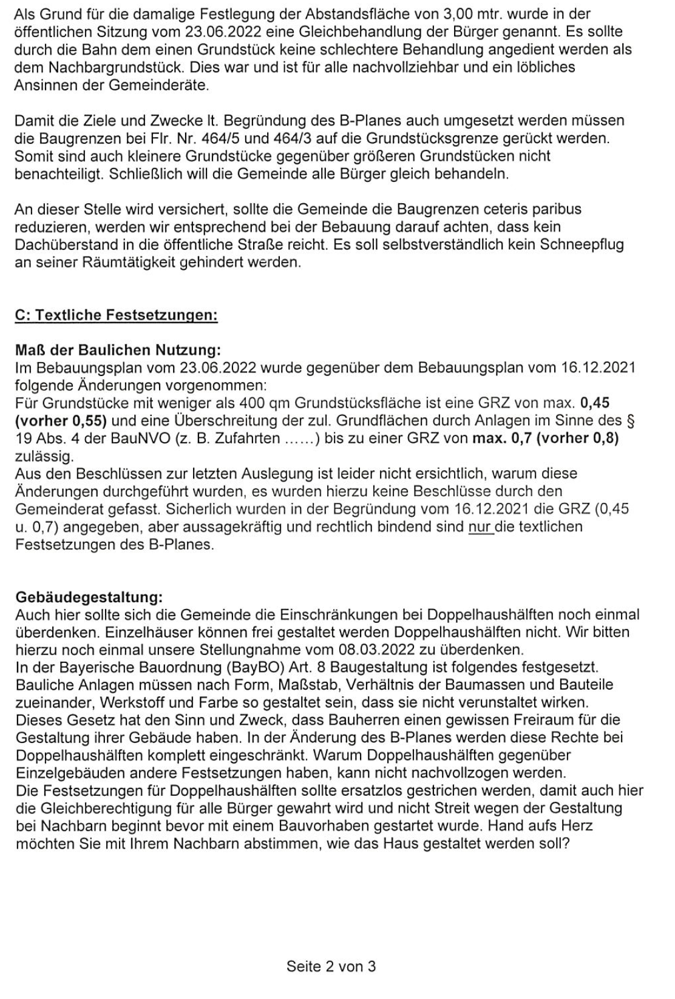 Als Grund für die damalige Festlegung der Abstandsfläche von 3,00 mtr. wurde in der
öffentlichen Sitzung vom 23.06.2022 eine Gleichbehandlung der Bürger genannt. Es sollte
durch die Bahn dem einen Grundstück keine schlechtere Behandlung angedient werden als
dem Nachbargrundstück. Dies war und ist für alle nachvollziehbar und ein löbliches
Ansinnen der Gemeinderäte.
Damit die Ziele und Zwecke lt. Begründung des B-Planes auch umgesetzt werden müssen
die Baugrenzen bei Flr. Nr. 464/5 und 464/3 auf die Grundstücksgrenze gerückt werden.
Somit sind auch kleinere Grundstücke gegenüber größeren Grundstücken nicht
benachteiligt. Schließlich will die Gemeinde alle Bürger gleich behandeln.
An dieser Stelle wird versichert, sollte die Gemeinde die Baugrenzen ceteris paribus
reduzieren, werden wir entsprechend bei der Bebauung darauf achten, dass kein
Dachüberstand in die öffentliche Straße reicht. Es soll selbstverständlich kein Schneepflug
an seiner Räumtätigkeit gehindert werden.
C: Textliche Festsetzungen:
Maß der Baulichen Nutzung:
Im Bebauungsplan vom 23.06.2022 wurde gegenüber dem Bebauungsplan vom 16.12.2021
folgende Änderungen vorgenommen:
Für Grundstücke mit weniger als 400 qm Grundstücksfläche ist eine GRZ von max. 0,45
(vorher 0,55) und eine Überschreitung der zul. Grundflächen durch Anlagen im Sinne des §
19 Abs. 4 der BauNVO (z. B. Zufahrten ......) bis zu einer GRZ von max. 0,7 (vorher 0,8)
zulässig.
Aus den Beschlüssen zur letzten Auslegung ist leider nicht ersichtlich, warum diese
Änderungen durchgeführt wurden, es wurden hierzu keine Beschlüsse durch den
Gemeinderat gefasst. Sicherlich wurden in der Begründung vom 16.12.2021 die GRZ (0,45
u. 0,7) angegeben, aber aussagekräftig und rechtlich bindend sind nur die textlichen
Festsetzungen des B-Planes.
Gebäudegestaltung:
Auch hier sollte sich die Gemeinde die Einschränkungen bei Doppelhaushälften noch einmal
überdenken. Einzelhäuser können frei gestaltet werden Doppelhaushälften nicht. Wir bitten
hierzu noch einmal unsere Stellungnahme vom 08.03.2022 zu überdenken.
In der Bayerische Bauordnung (BayBO) Art. 8 Baugestaltung ist folgendes festgesetzt.
Bauliche Anlagen müssen nach Form, Maßstab, Verhältnis der Baumassen und Bauteile
zueinander, Werkstoff und Farbe so gestaltet sein, dass sie nicht verunstaltet wirken.
Dieses Gesetz hat den Sinn und Zweck, dass Bauherren einen gewissen Freiraum für die
Gestaltung ihrer Gebäude haben. In der Änderung des B-Planes werden diese Rechte bei
Doppelhaushälften komplett eingeschränkt. Warum Doppelhaushälften gegenüber
Einzelgebäuden andere Festsetzungen haben, kann nicht nachvollzogen werden.
Die Festsetzungen für Doppelhaushälften sollte ersatzlos gestrichen werden, damit auch hier
die Gleichberechtigung für alle Bürger gewahrt wird und nicht Streit wegen der Gestaltung
bei Nachbarn beginnt bevor mit einem Bauvorhaben gestartet wurde. Hand aufs Herz
möchten Sie mit Ihrem Nachbarn abstimmen, wie das Haus gestaltet werden soll?
Seite 2 von 3